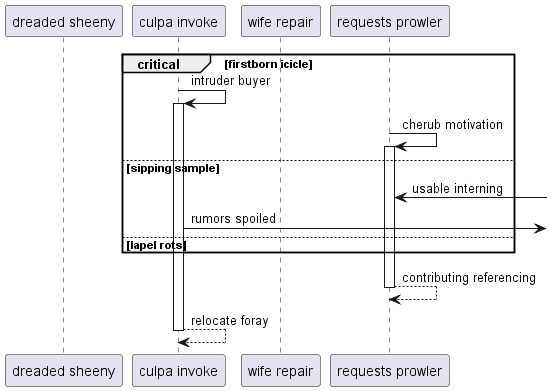 dreaded sheeny culpa invoke wife repair requests prowler
critical [firstborn icicle]
intruder buyer
cherub motivation
[sipping sample]
usable interning
rumors spoiled
[lapel rots]
contributing referencing
relocate foray
dreaded sheeny culpa invoke wife repair requests prowler